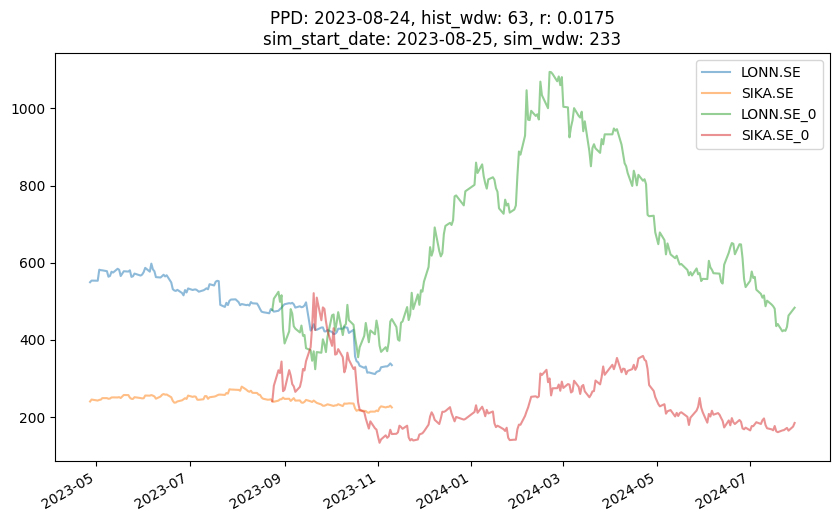 PPD: 2023-08-24, hist_wdw: 63, r: 0.0175
sim_start_date: 2023-08-25, sim_wdw: 233
LONN.SE
SIKA.SE
LONN.SE_0
SIKA.SE_0
1000
800
600
400
200
2023-05
2023-07
2023-09
2023-11
2024-01
2024-03
2024-05
2024-07